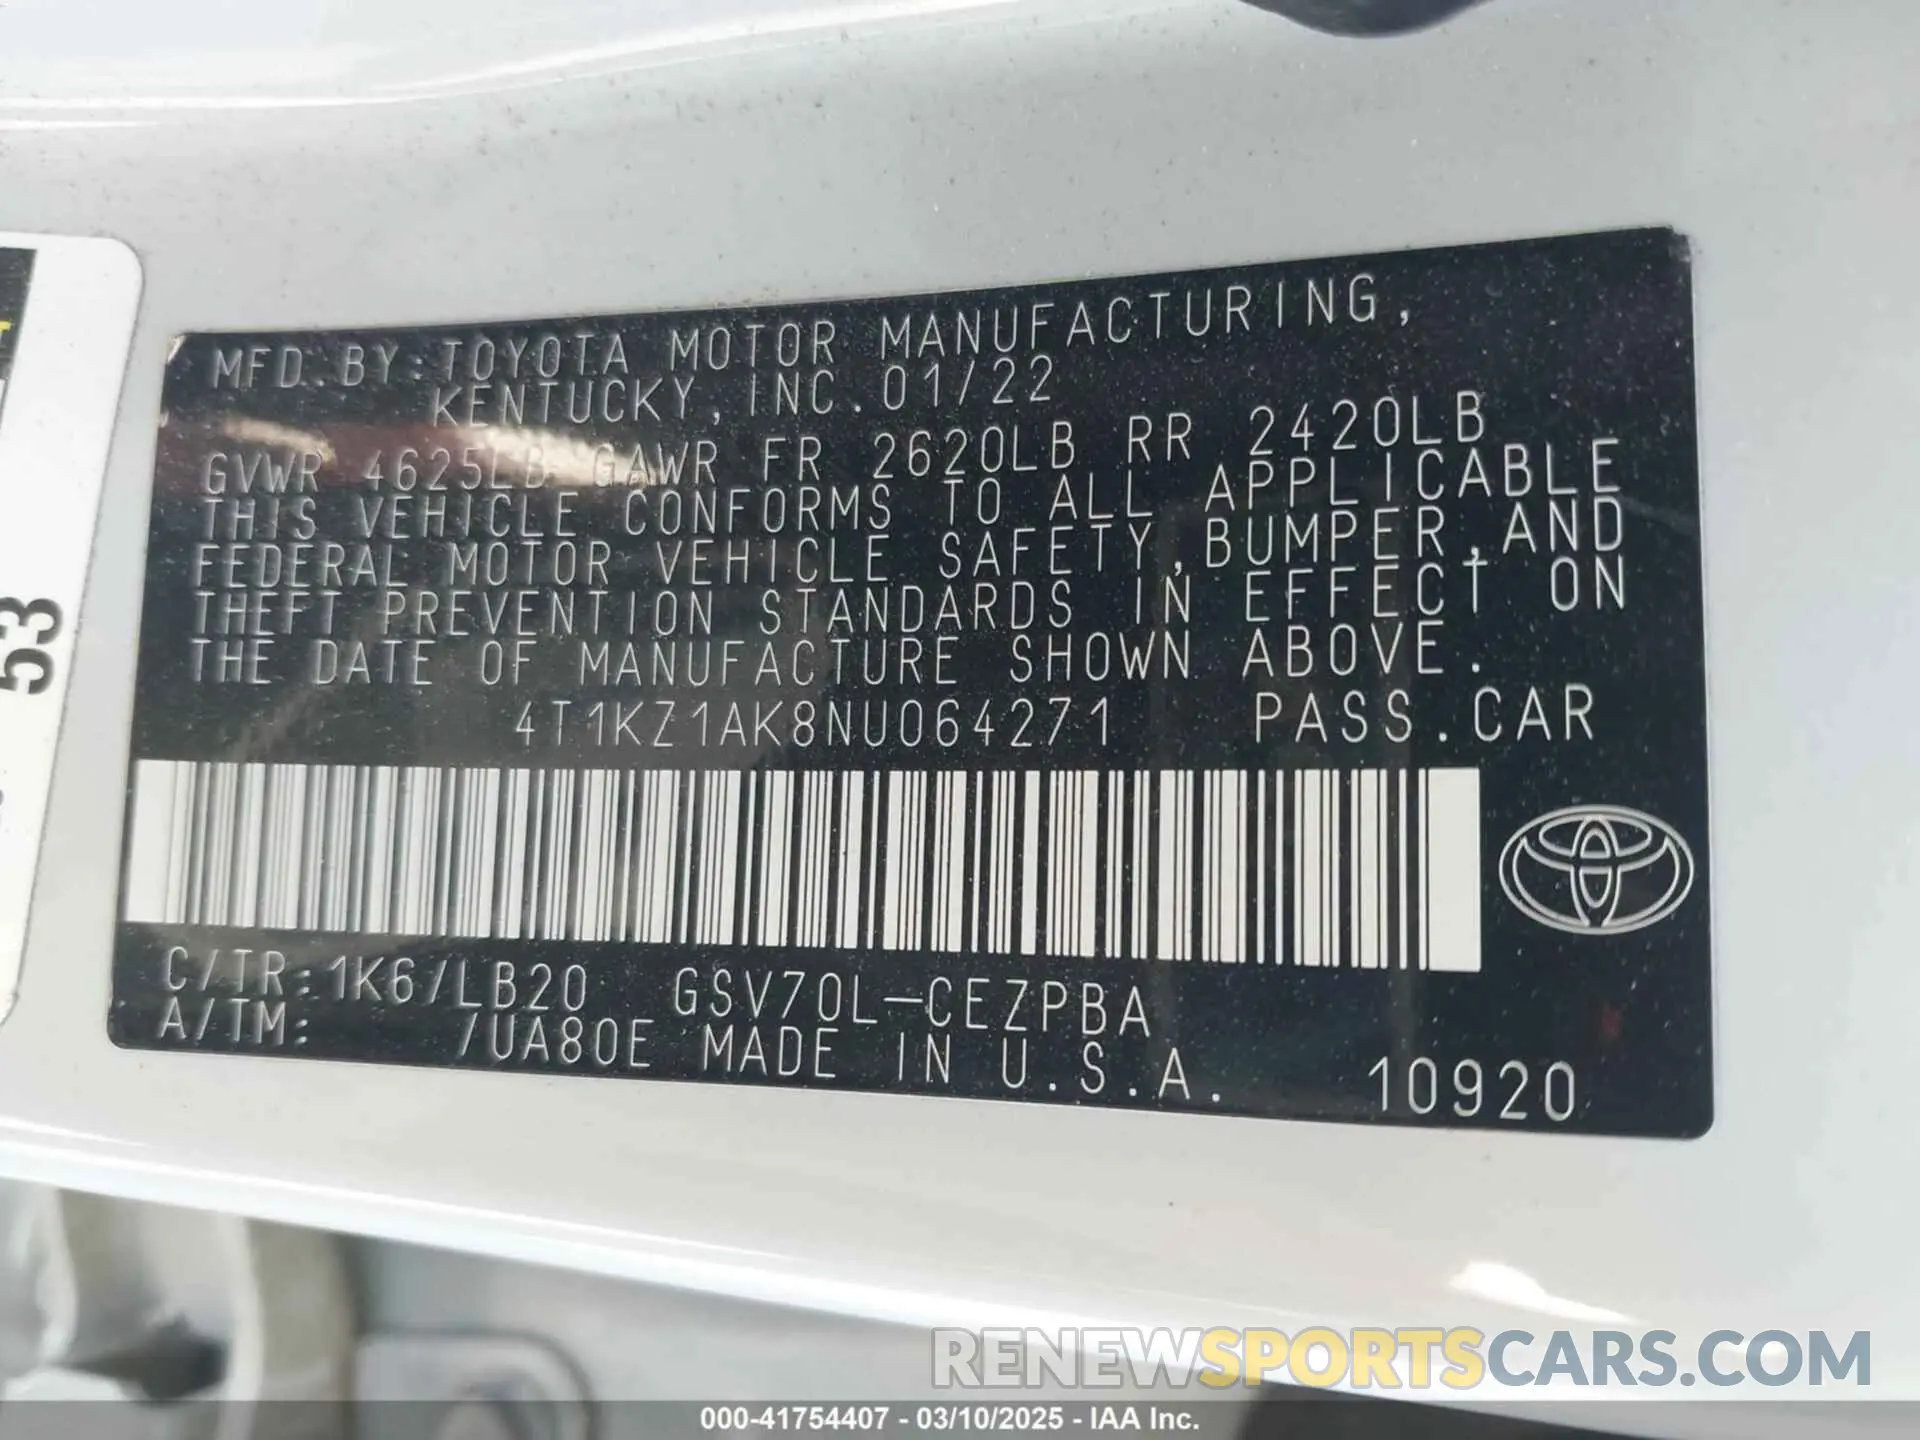 MFD. BY: TOYOTA MOTOR MANUFACTURING,
KENTUCKY, INC. 01/22
GVWR 4625LB GAWR FR 2620LB RR 2420LB
THIS VEHICLE CONFORMS TO ALL APPLICABLE
FEDERAL MOTOR VEHICLE SAFETY, BUMPER, AND
THEFT PREVENTION STANDARDS IN EFFECT ON
THE DATE OF MANUFACTURE SHOWN ABOVE.
4T1KZ1AK8NU064271 PASS. CAR
C/TR: 1K6/LB20 GSV70L-CEZPBA
A/TM: /UA80E MADE IN U.S.A. 10920
53
RENEWSPORTSCARS.COM
000-41754407 - 03/10/2025 - IAA Inc.